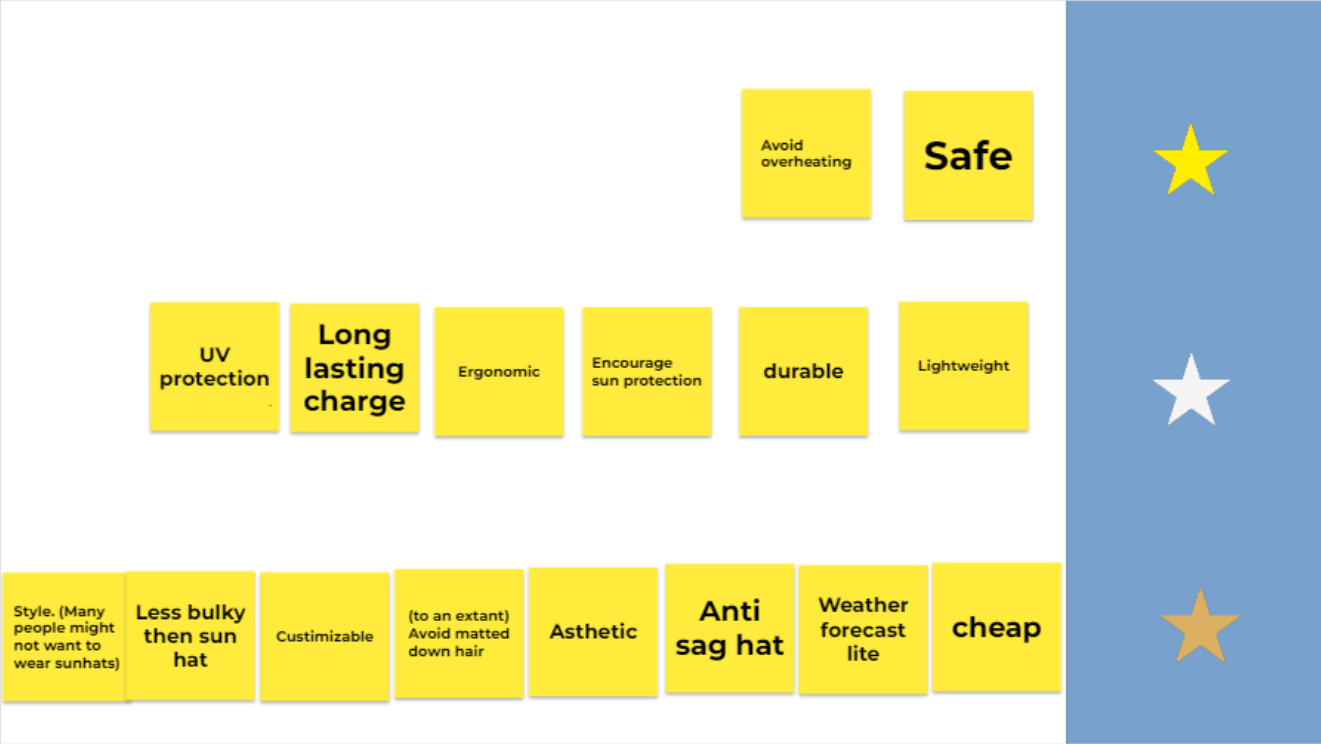 Avoid
overheating
Safe
UV
protection
Long
lasting
charge
Ergonomic
Encourage
sun protection
durable
Lightweight
Style. (Many
people might
not want to
wear sunhats)
Less bulky
then sun
hat
Custimizable
(to an extant)
Avoid matted
down hair
Asthetic
Anti
sag hat
Weather
forecast
lite
cheap